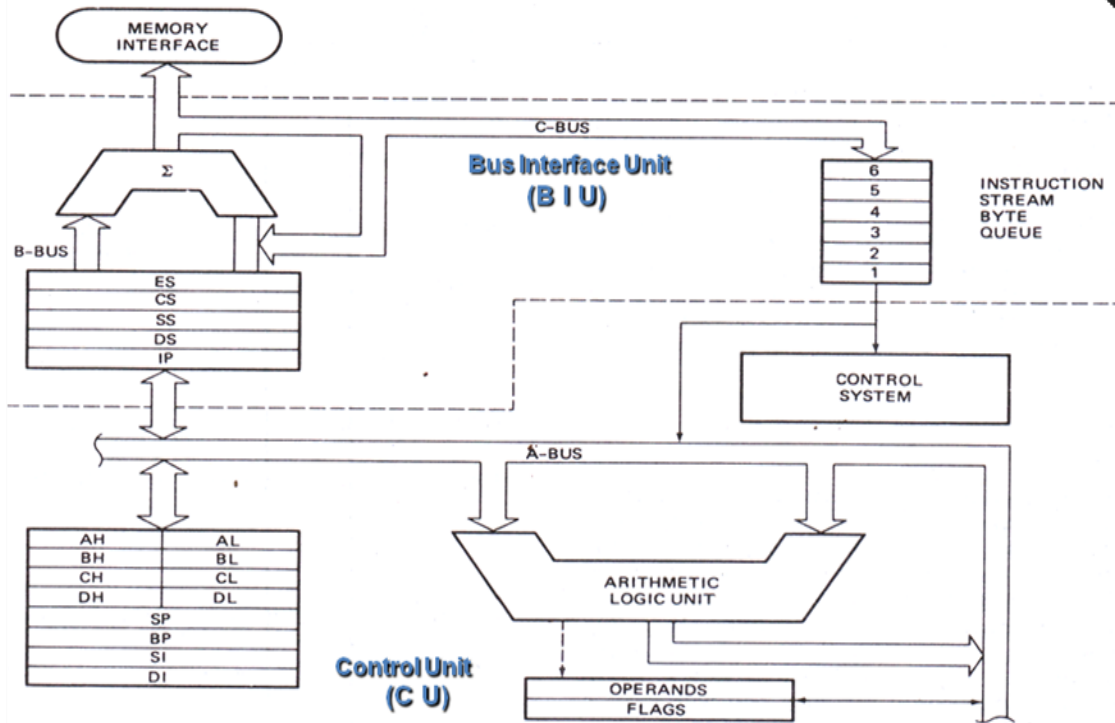 MEMORY
INTERFACE
C-BUS
Bus Interface Unit
(B I U)
Σ
B-BUS
6
5
4
3
2
1
INSTRUCTION
STREAM
BYTE
QUEUE
ES
CS
SS
DS
IP
CONTROL
SYSTEM
A-BUS
AH AL
BH BL
CH CL
DH DL
SP
BP
SI
DI
ARITHMETIC
LOGIC UNIT
Control Unit
(C U)
OPERANDS
FLAGS